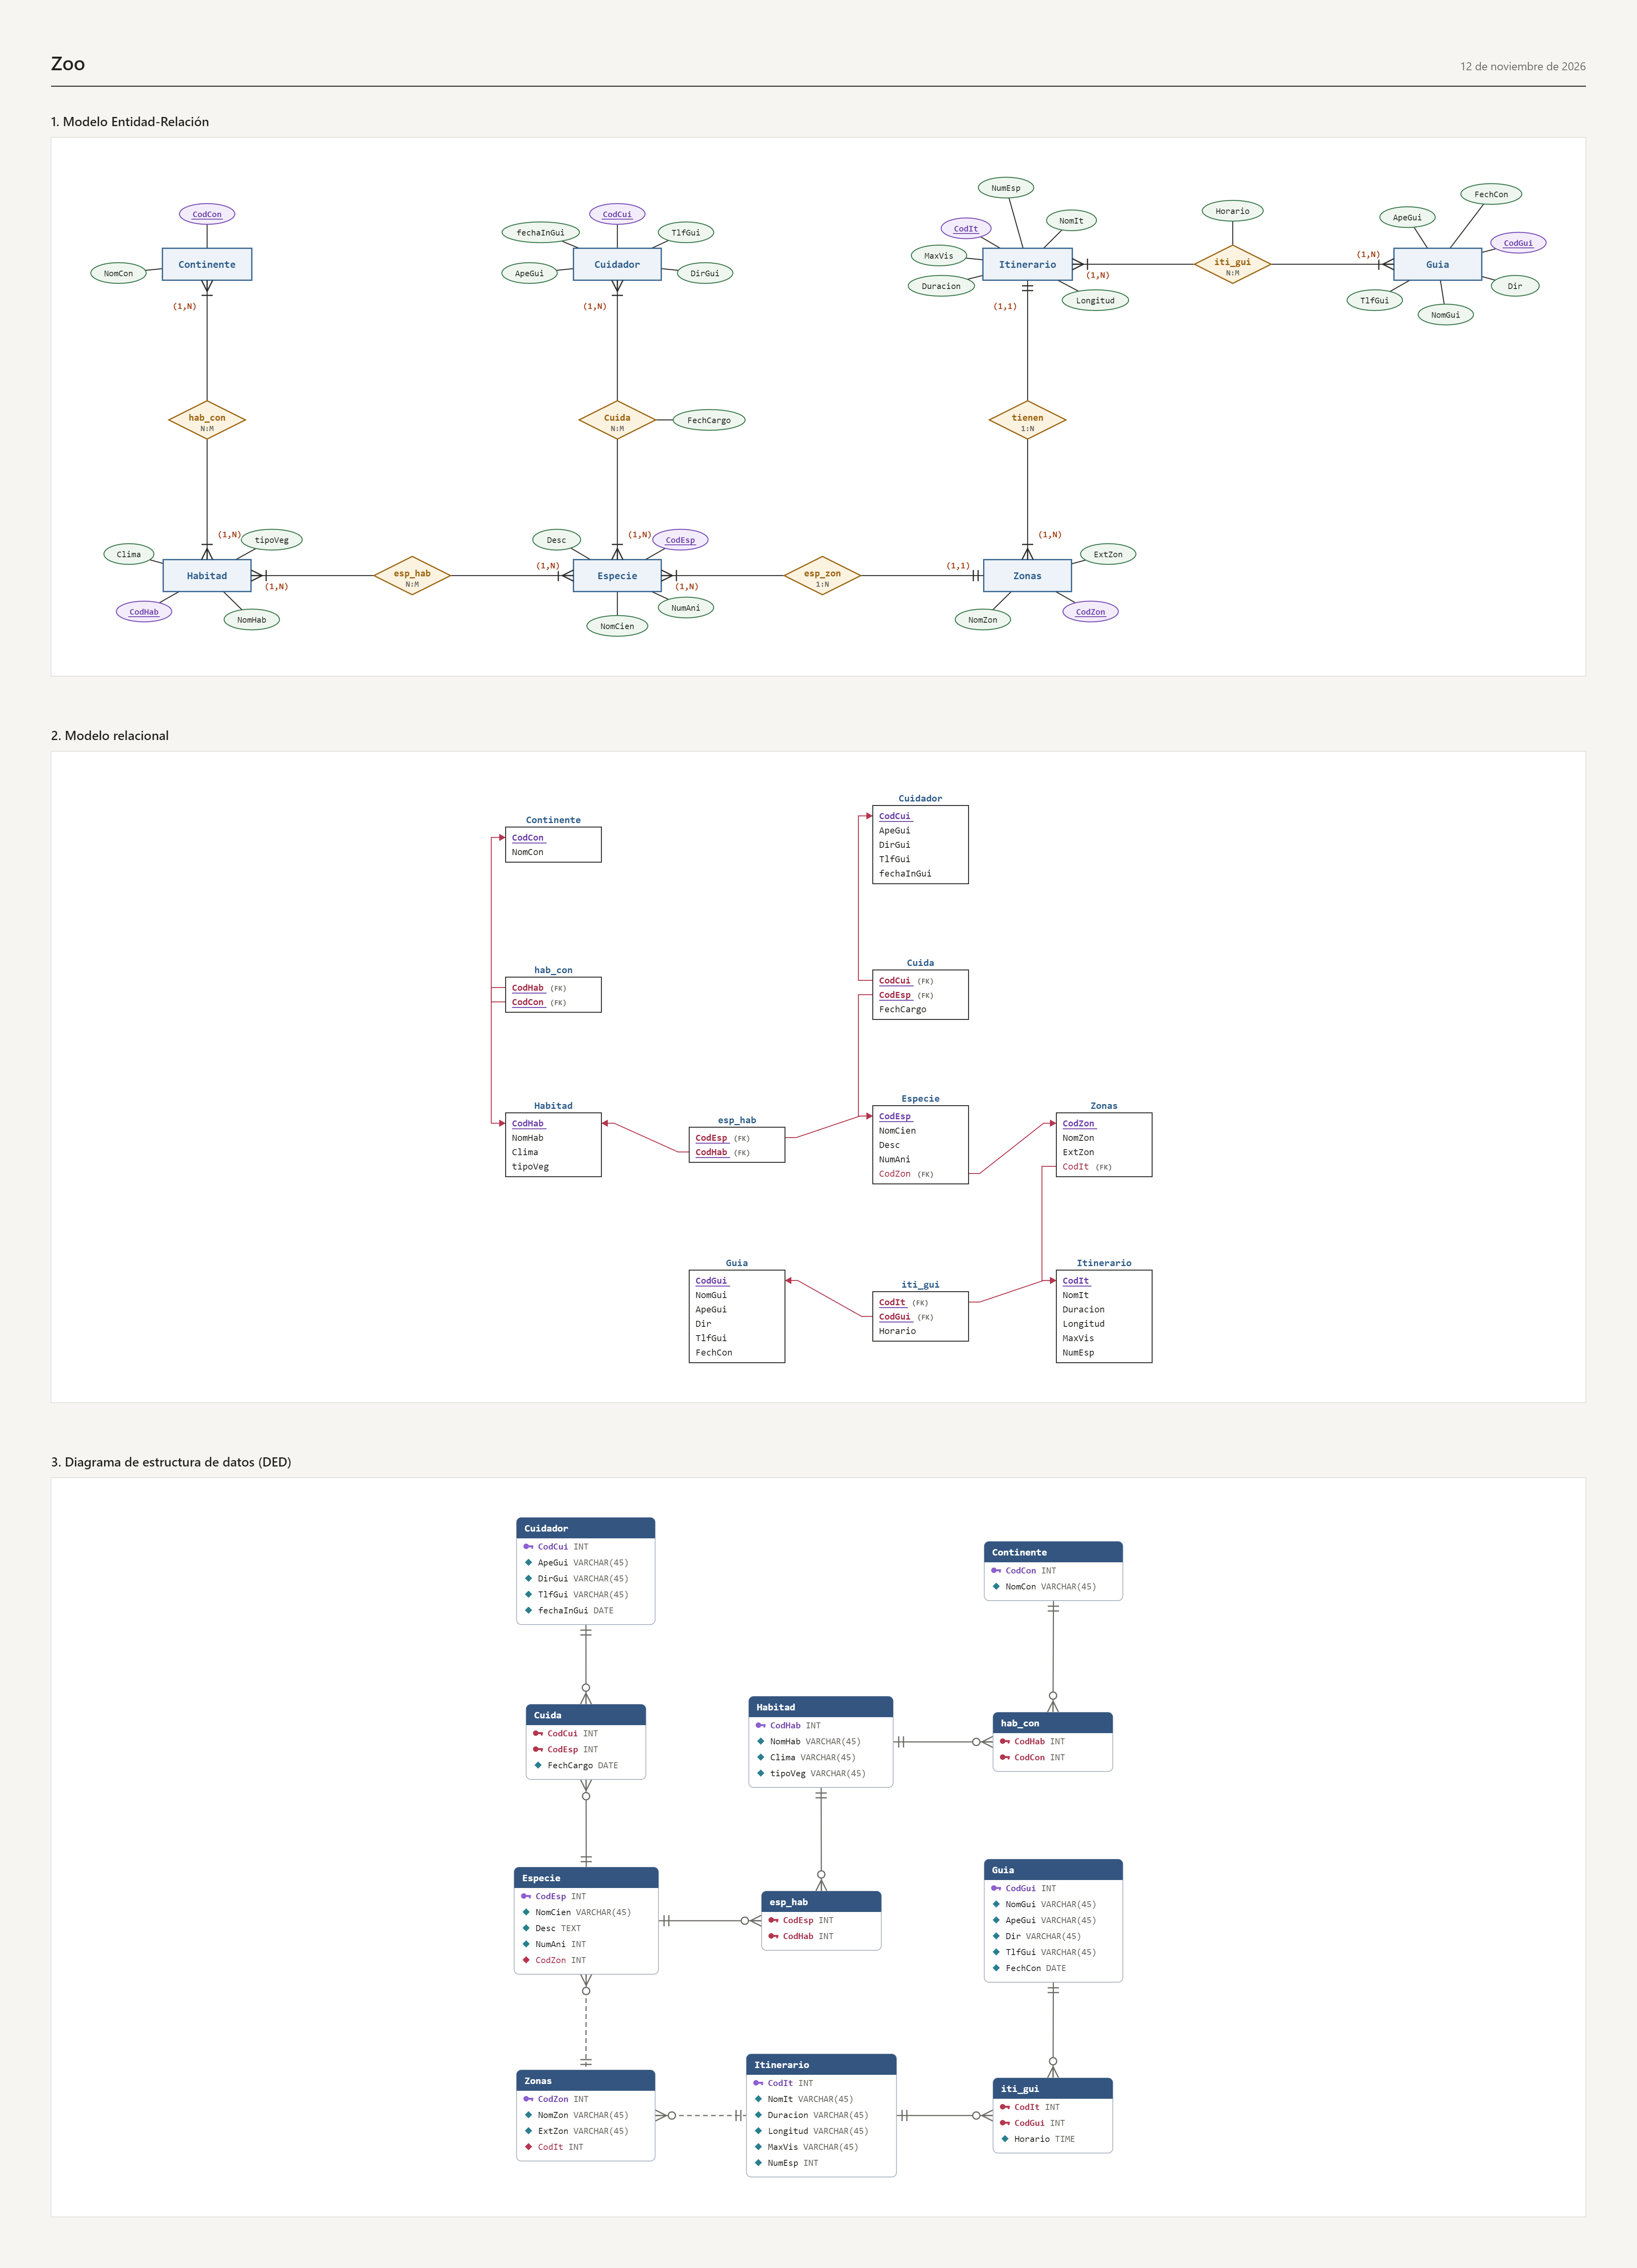 Zoo
12 de noviembre de 2026
1. Modelo Entidad-Relación
NumEsp
FechCon
CodCon
CodCui
NomIt
Horario
ApeGui
fechaInGui
TlfGui
CodIt
CodGui
Continente
Cuidador
MaxVis
Itinerario
iti_gui
N:M
(1,N)
Guia
NomCon
ApeGui
DirGui
(1,N)
Duracion
Longitud
Dir
TlfGui
NomGui
(1,N)
(1,N)
(1,1)
hab_con
N:M
Cuida
N:M
FechCargo
tienen
1:N
(1,N)
tipoVeg
Desc
(1,N)
CodEsp
(1,N)
Clima
ExtZon
Habitad
(1,N)
esp_hab
N:M
(1,N)
Especie
(1,N)
esp_zon
1:N
(1,1)
Zonas
CodHab
NomHab
NomCien
NumAni
NomZon
CodZon
2. Modelo relacional
Continente
CodCon
NomCon
Cuidador
CodCui
ApeGui
DirGui
TlfGui
fechaInGui
hab_con
CodHab (FK)
CodCon (FK)
Cuida
CodCui (FK)
CodEsp (FK)
FechCargo
Habitad
CodHab
NomHab
Clima
tipoVeg
esp_hab
CodEsp (FK)
CodHab (FK)
Especie
CodEsp
NomCien
Desc
NumAni
CodZon (FK)
Zonas
CodZon
NomZon
ExtZon
CodIt (FK)
Guia
CodGui
NomGui
ApeGui
Dir
TlfGui
FechCon
iti_gui
CodIt (FK)
CodGui (FK)
Horario
Itinerario
CodIt
NomIt
Duracion
Longitud
MaxVis
NumEsp
3. Diagrama de estructura de datos (DED)
Cuidador
CodCui INT
ApeGui VARCHAR(45)
DirGui VARCHAR(45)
TlfGui VARCHAR(45)
fechaInGui DATE
Continente
CodCon INT
NomCon VARCHAR(45)
Cuida
CodCui INT
CodEsp INT
FechCargo DATE
Habitad
CodHab INT
NomHab VARCHAR(45)
Clima VARCHAR(45)
tipoVeg VARCHAR(45)
hab_con
CodHab INT
CodCon INT
Especie
CodEsp INT
NomCien VARCHAR(45)
Desc TEXT
NumAni INT
CodZon INT
esp_hab
CodEsp INT
CodHab INT
Guia
CodGui INT
NomGui VARCHAR(45)
ApeGui VARCHAR(45)
Dir VARCHAR(45)
TlfGui VARCHAR(45)
FechCon DATE
Zonas
CodZon INT
NomZon VARCHAR(45)
ExtZon VARCHAR(45)
CodIt INT
Itinerario
CodIt INT
NomIt VARCHAR(45)
Duracion VARCHAR(45)
Longitud VARCHAR(45)
MaxVis VARCHAR(45)
NumEsp INT
iti_gui
CodIt INT
CodGui INT
Horario TIME